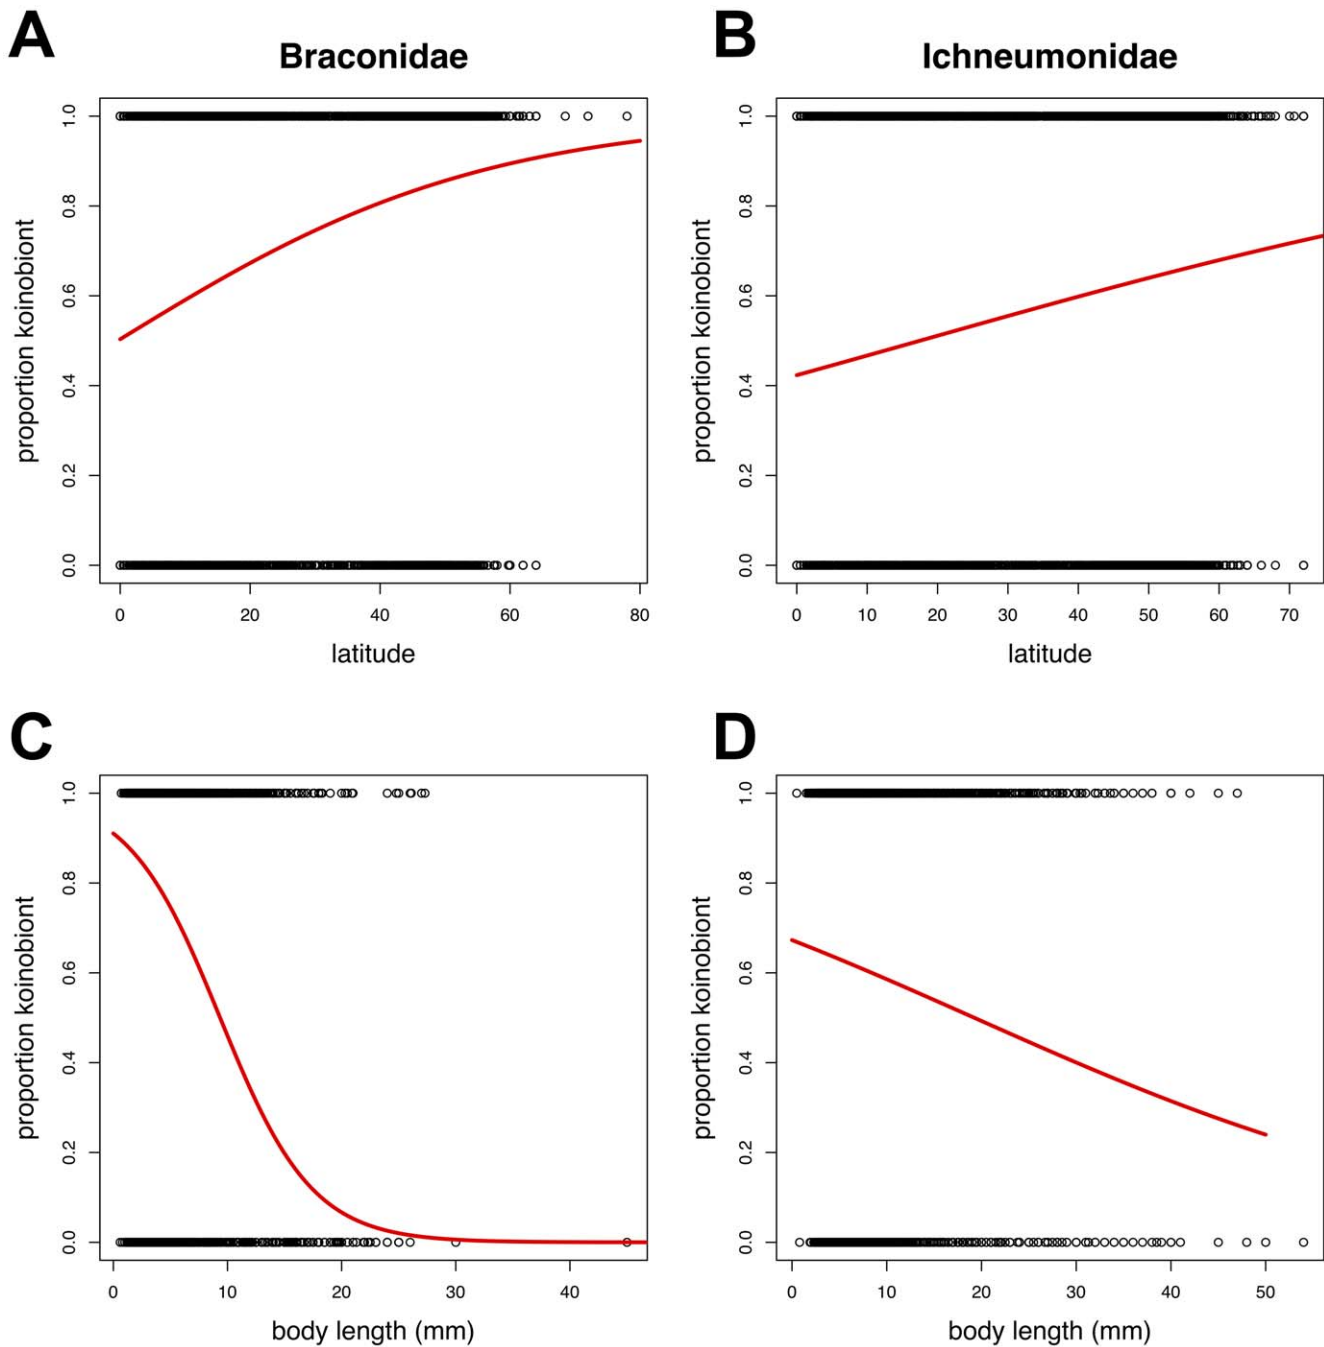 A
Braconidae
1.0
0.8
0.6
0.4
0.2
0.0
proportion koinobiont
0 20 40 60 80
latitude
B
Ichneumonidae
1.0
0.8
0.6
0.4
0.2
0.0
proportion koinobiont
0 10 20 30 40 50 60 70
latitude
C
1.0
0.8
0.6
0.4
0.2
0.0
proportion koinobiont
0 10 20 30 40
body length (mm)
D
1.0
0.8
0.6
0.4
0.2
0.0
proportion koinobiont
0 10 20 30 40 50
body length (mm)